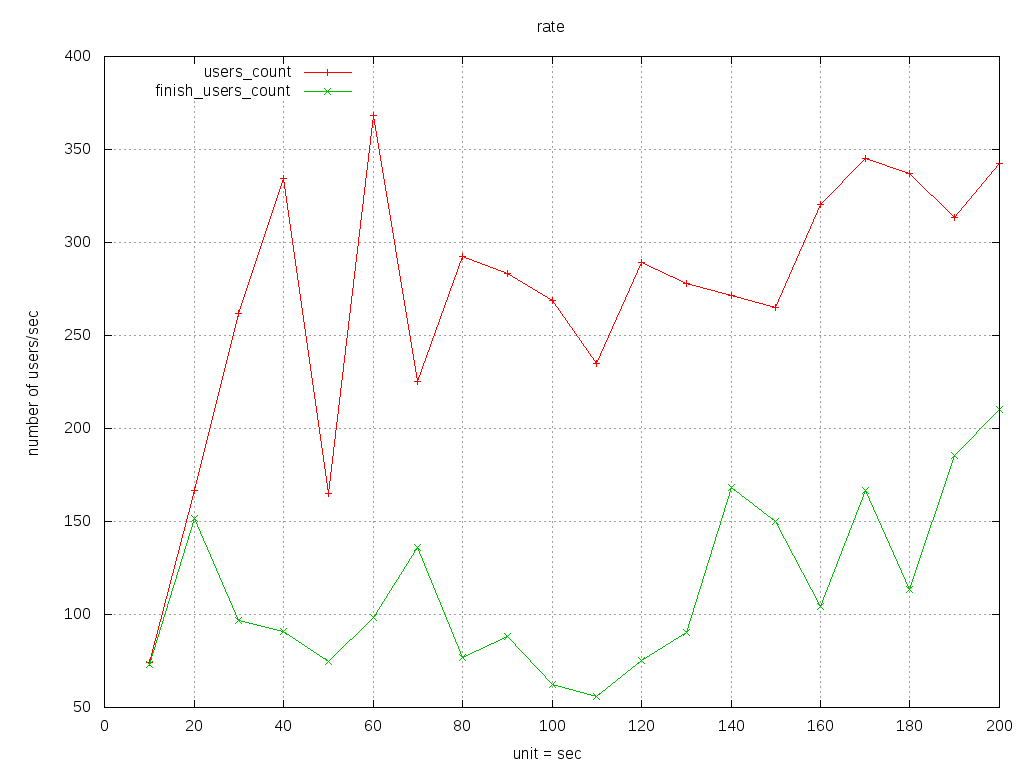 rate
400
350
300
250
200
150
100
50
number of users/sec
users_count
finish_users_count
0 20 40 60 80 100 120 140 160 180 200
unit = sec